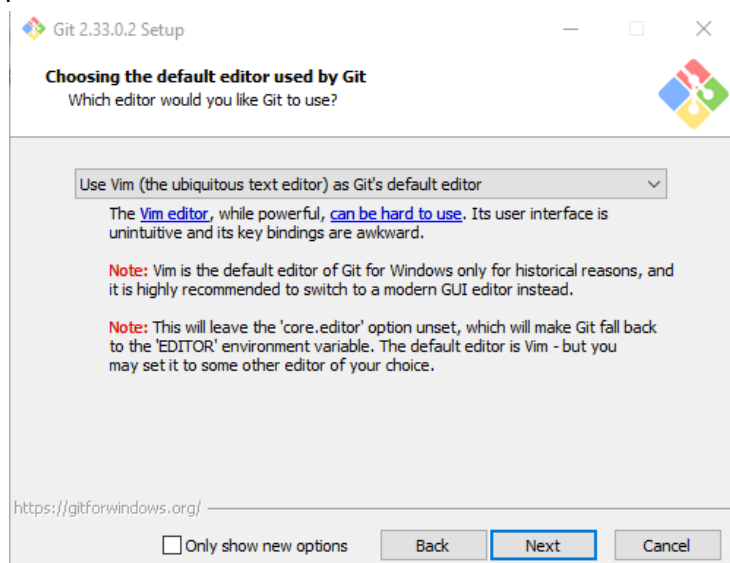 Git 2.33.0.2 Setup
Choosing the default editor used by Git
Which editor would you like Git to use?
Use Vim (the ubiquitous text editor) as Git's default editor
The Vim editor, while powerful, can be hard to use. Its user interface is
unintuitive and its key bindings are awkward.
Note: Vim is the default editor of Git for Windows only for historical reasons, and
it is highly recommended to switch to a modern GUI editor instead.
Note: This will leave the 'core.editor' option unset, which will make Git fall back
to the 'EDITOR' environment variable. The default editor is Vim - but you
may set it to some other editor of your choice.
https://gitforwindows.org/
Only show new options Back Next Cancel